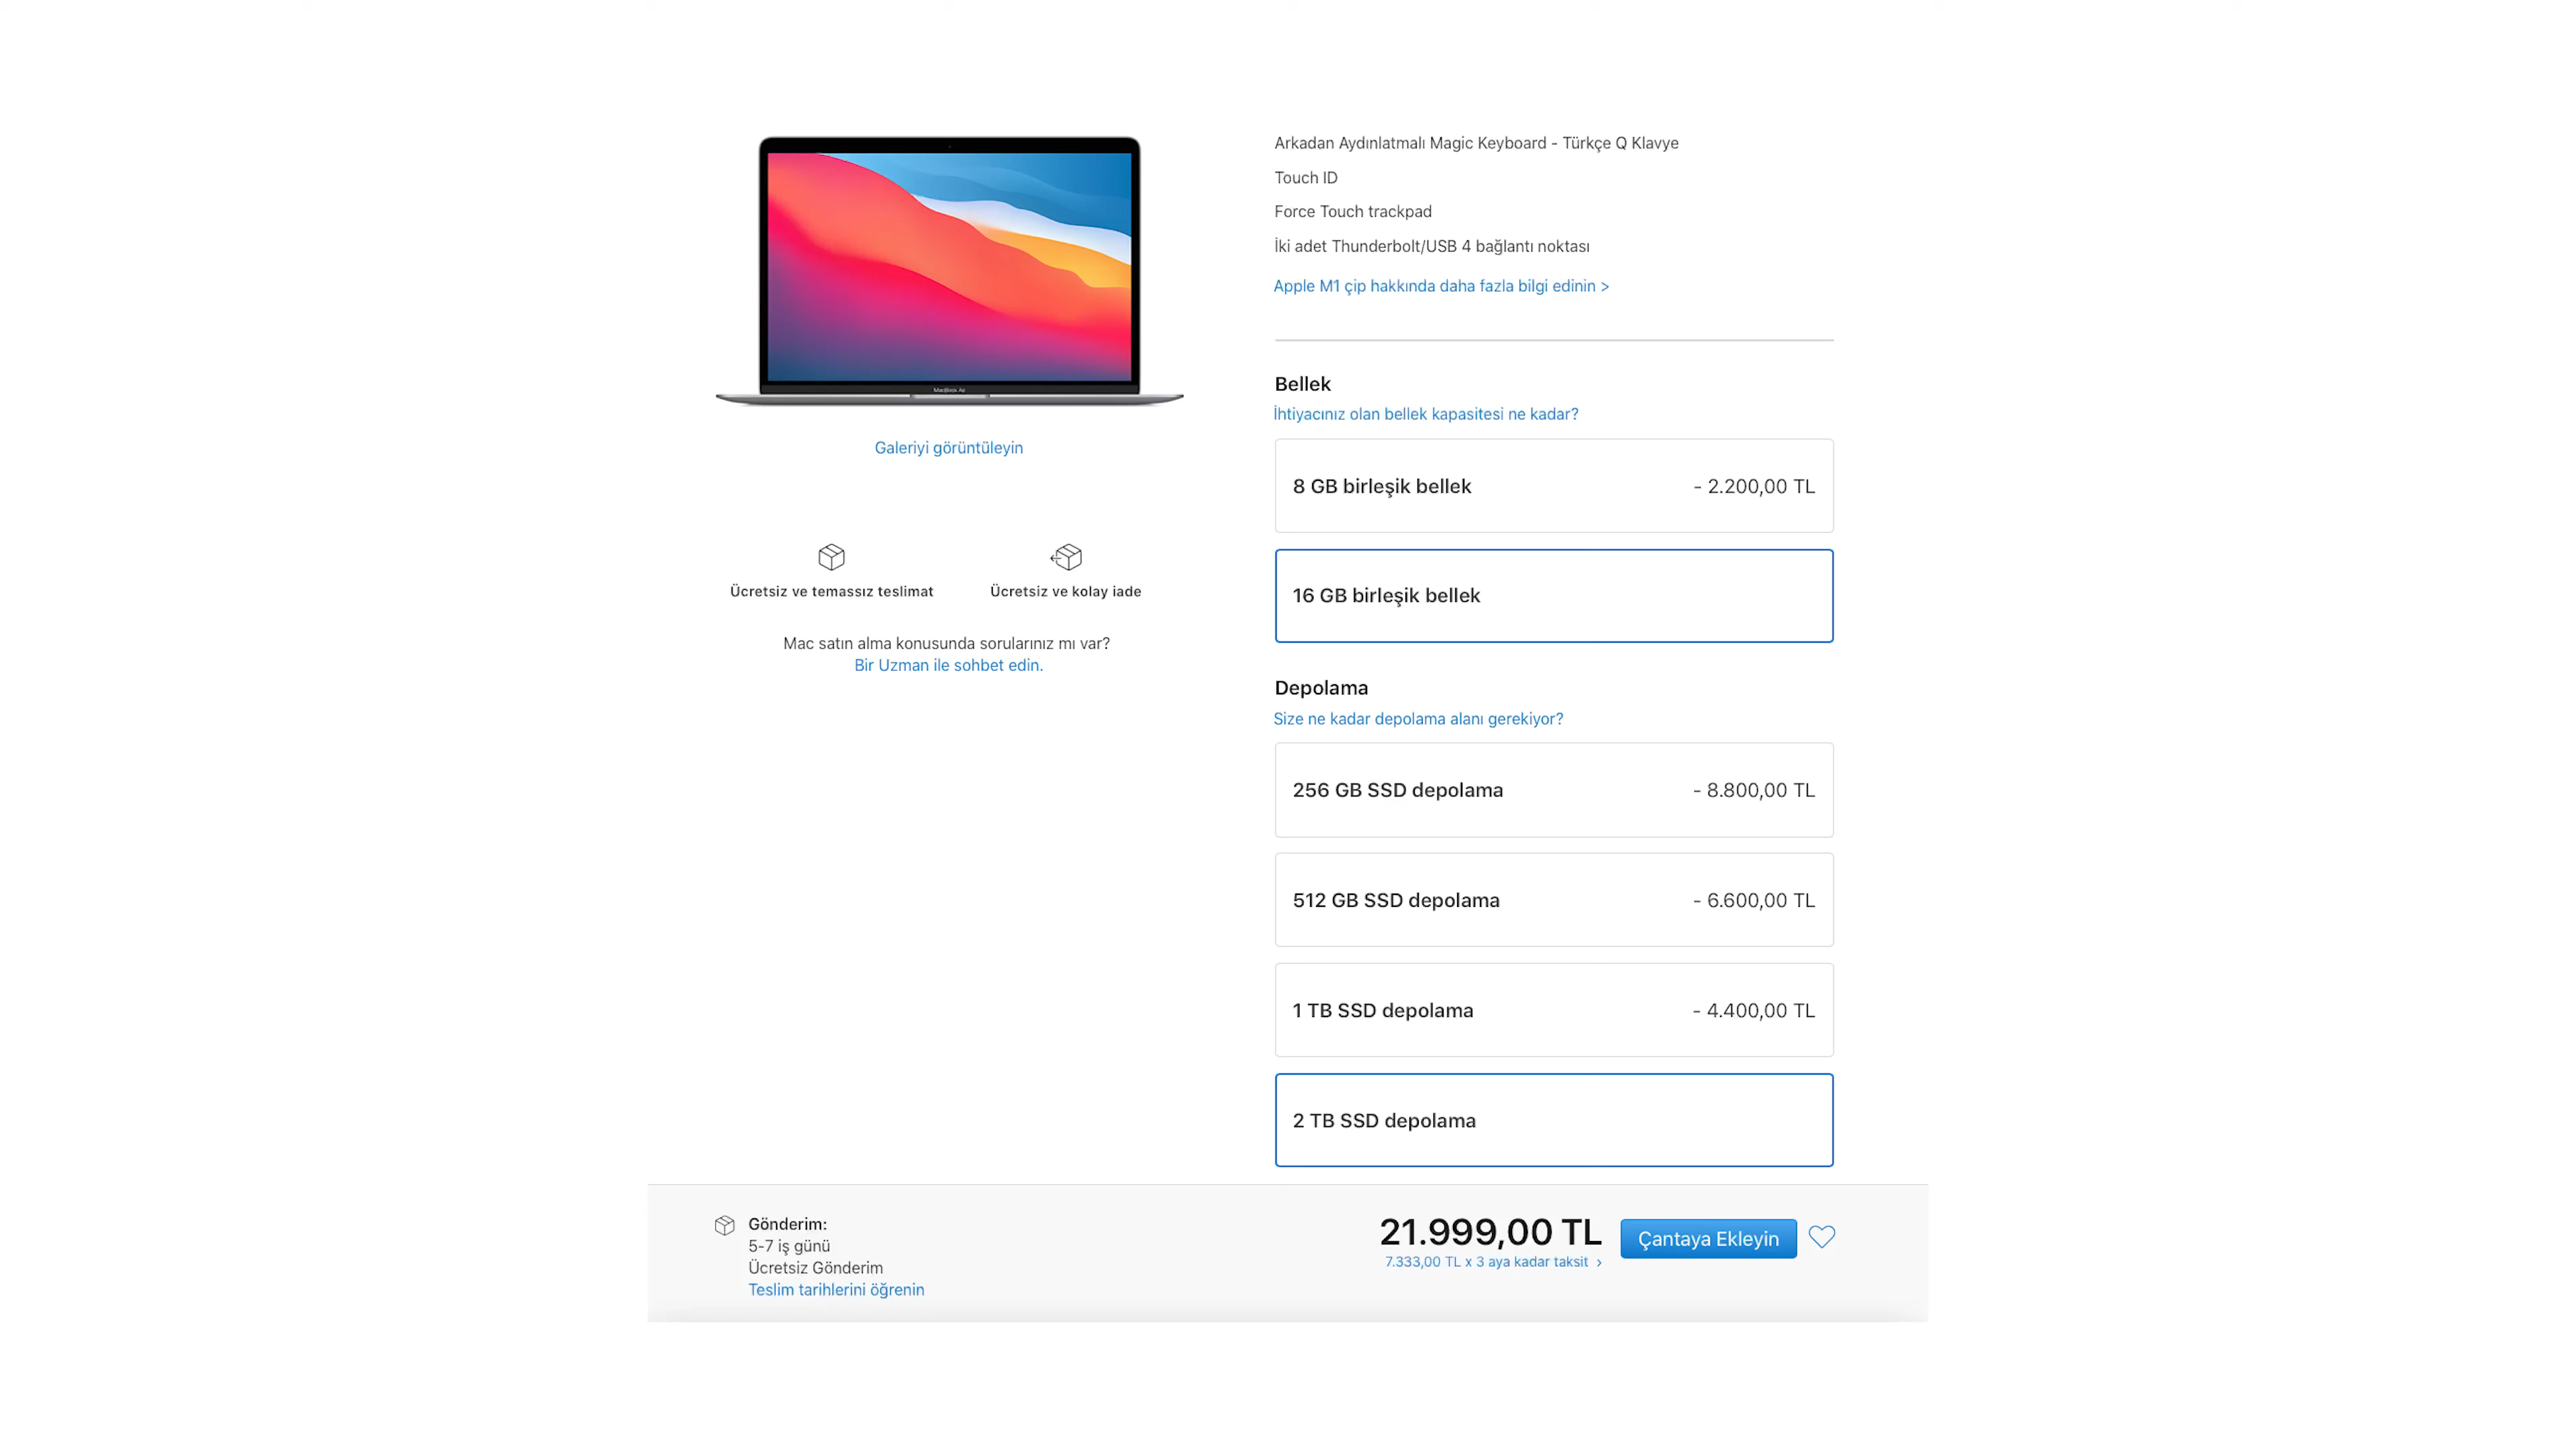 MacBook Air
Galeriyi görüntüleyin
Ücretsiz ve temassız teslimat
Ücretsiz ve kolay iade
Mac satın alma konusunda sorularınız mı var?
Bir Uzman ile sohbet edin.
Arkadan Aydınlatmalı Magic Keyboard - Türkçe Q Klavye
Touch ID
Force Touch trackpad
İki adet Thunderbolt/USB 4 bağlantı noktası
Apple M1 çip hakkında daha fazla bilgi edinin >
Bellek
İhtiyacınız olan bellek kapasitesi ne kadar?
8 GB birleşik bellek - 2.200,00 TL
16 GB birleşik bellek
Depolama
Size ne kadar depolama alanı gerekiyor?
256 GB SSD depolama - 8.800,00 TL
512 GB SSD depolama - 6.600,00 TL
1 TB SSD depolama - 4.400,00 TL
2 TB SSD depolama
Gönderim:
5-7 iş günü
Ücretsiz Gönderim
Teslim tarihlerini öğrenin
21.999,00 TL
7.333,00 TL x 3 aya kadar taksit >
Çantaya Ekleyin